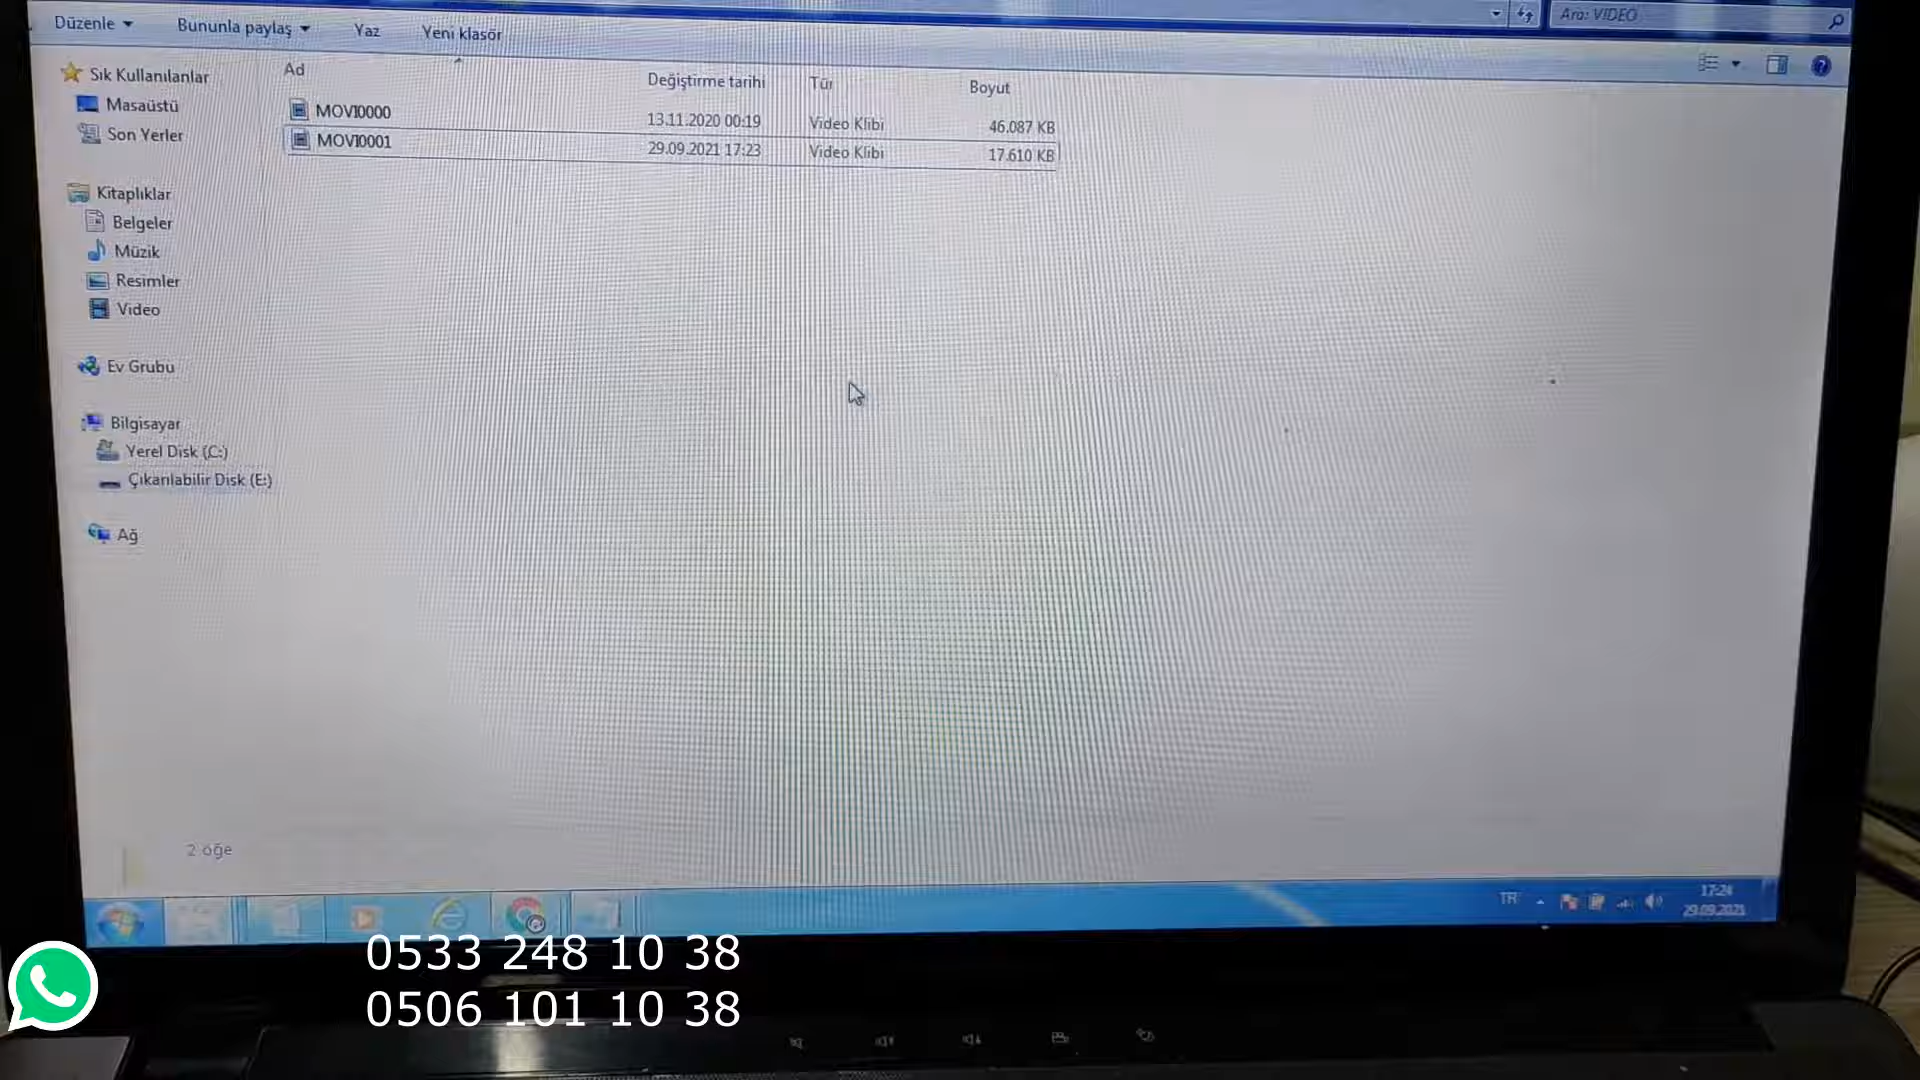 Düzenle
Bununla paylaş
Yaz
Yeni klasör
Ara: VIDEO
Sık Kullanılanlar
Masaüstü
Son Yerler
Kitaplıklar
Belgeler
Müzik
Resimler
Video
Ev Grubu
Bilgisayar
Yerel Disk (C:)
Çıkarılabilir Disk (E:)
Ağ
Ad Değiştirme tarihi Tür Boyut
MOVI0000 13.11.2020 00:19 Video Klibi 46.087 KB
MOVI0001 29.09.2021 17:23 Video Klibi 17.610 KB
2 öğe
TR
17:24
29.09.2021
0533 248 10 38
0506 101 10 38